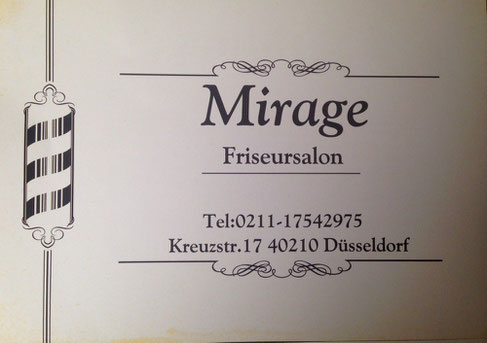 Mirage
Friseursalon
Tel:0211-17542975
Kreuzstr.17 40210 Düsseldorf